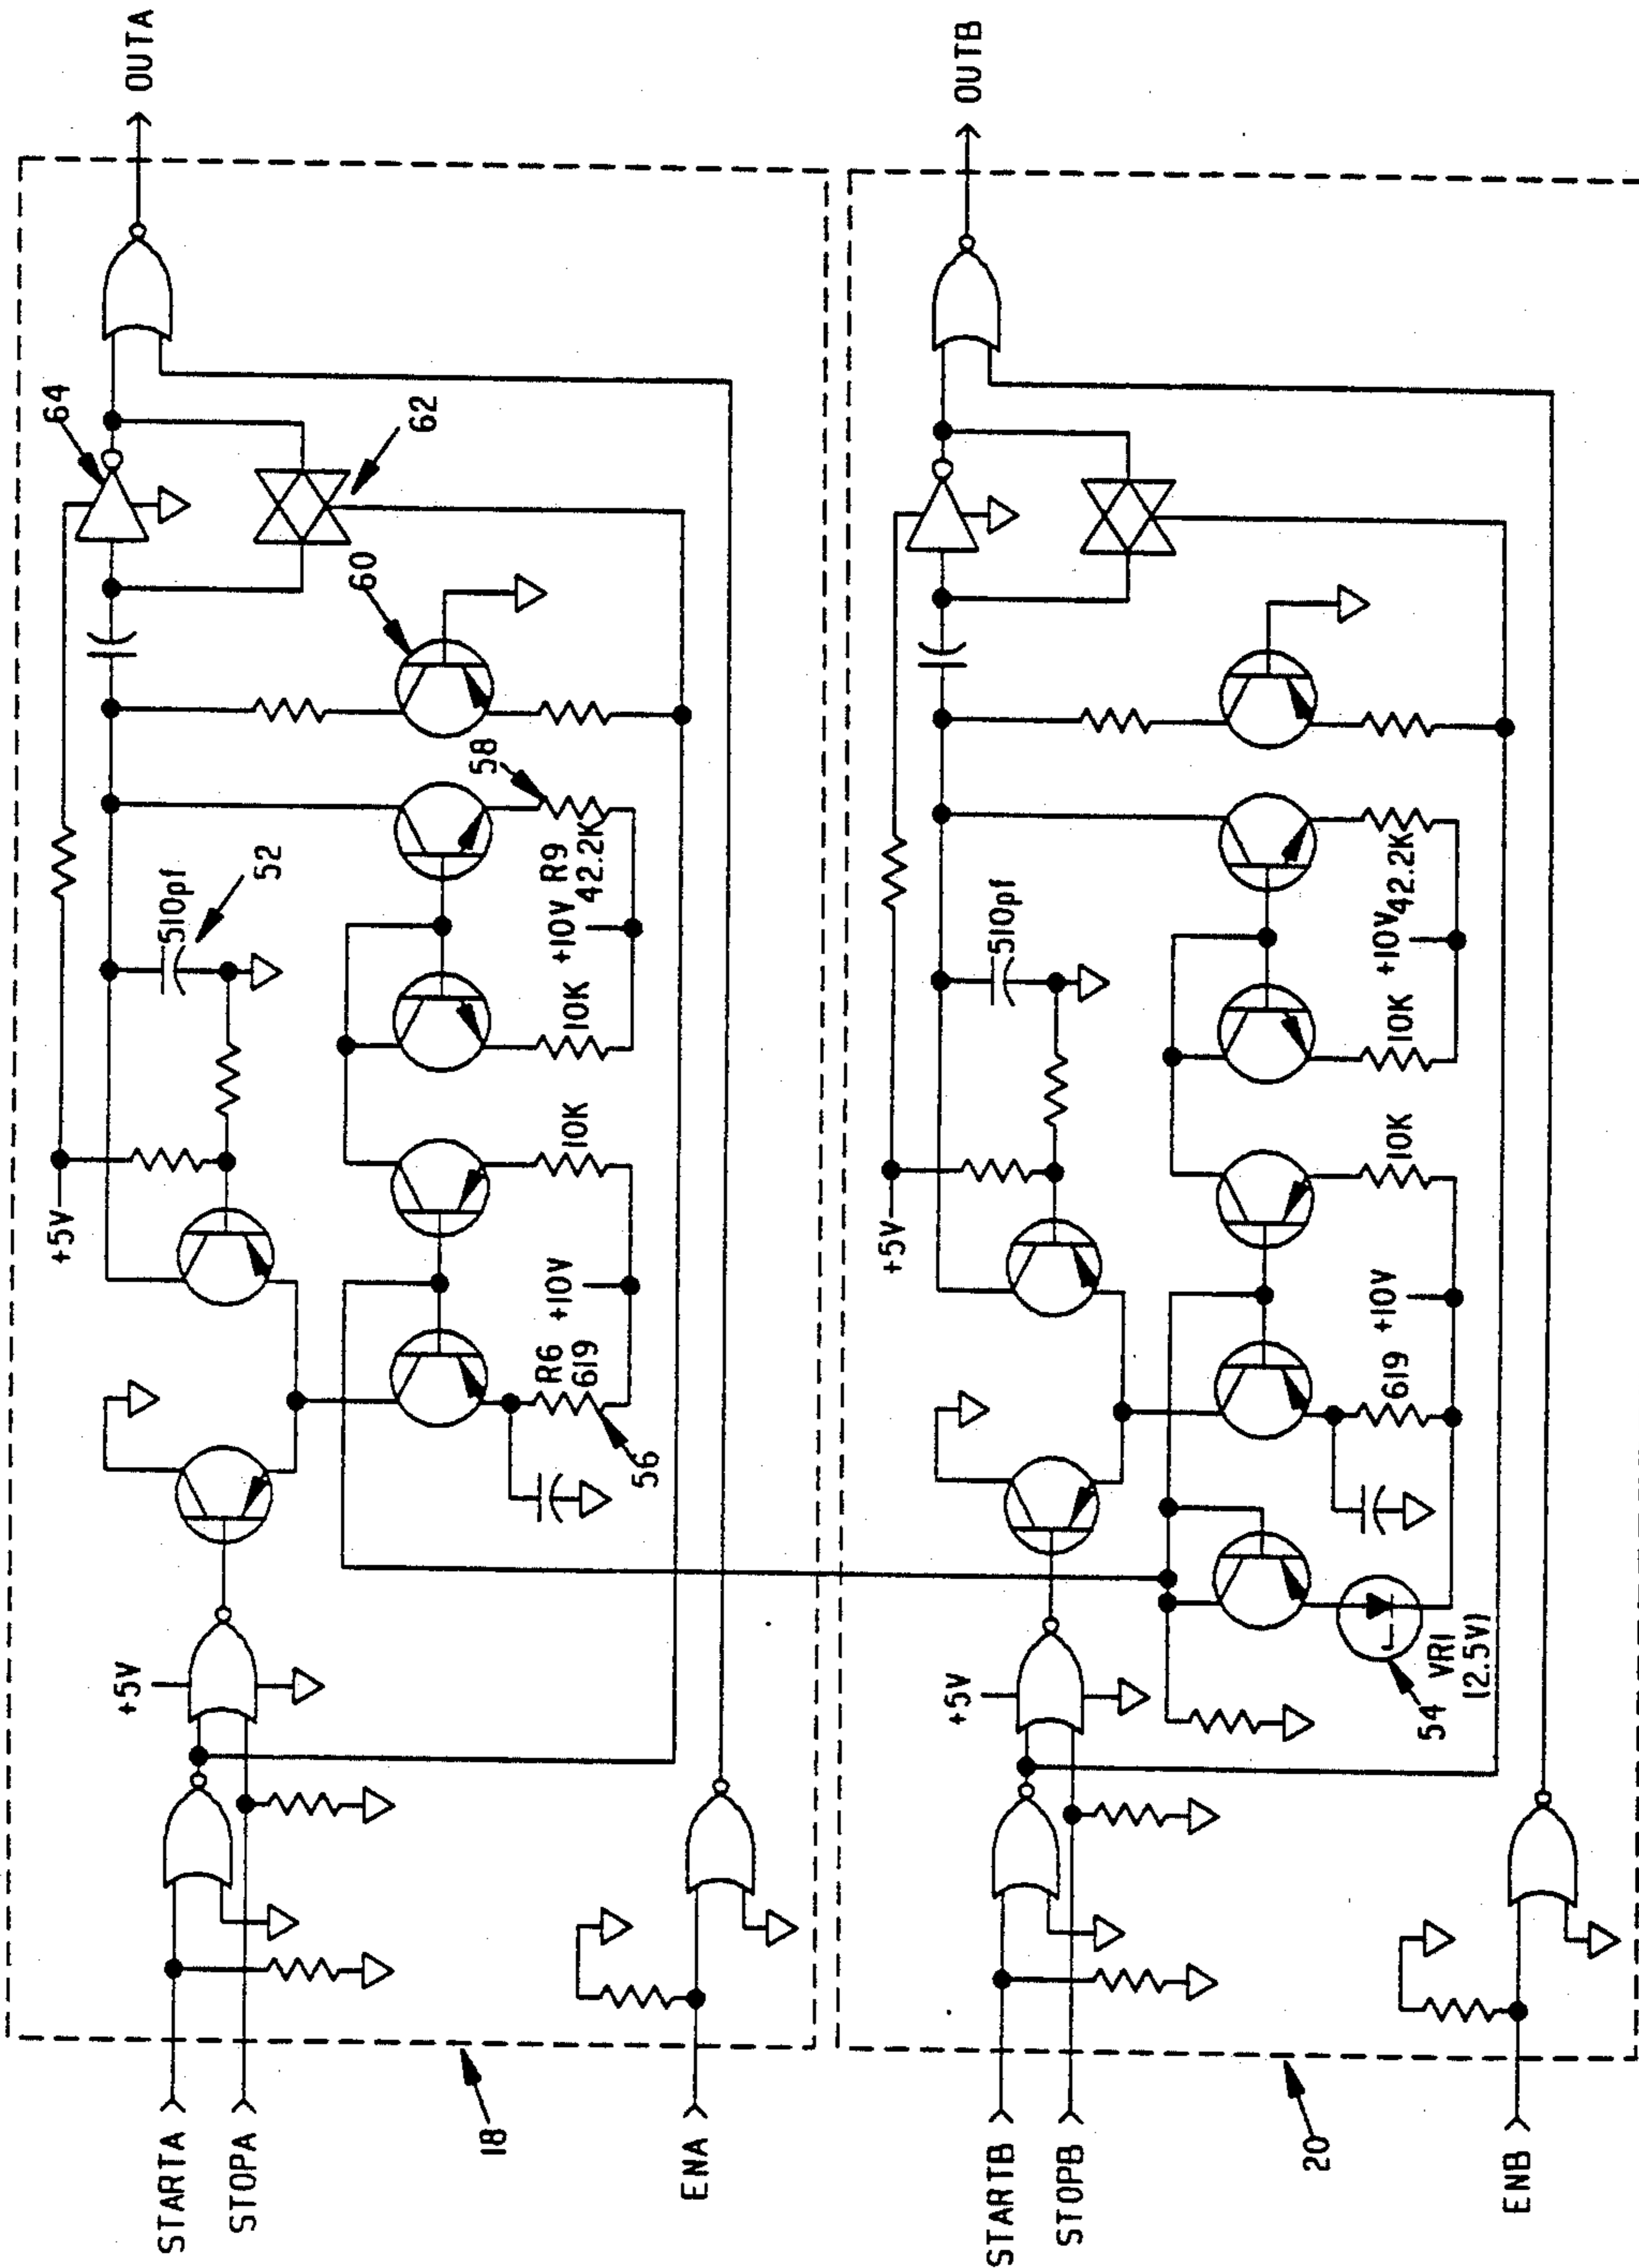 STARTA
STOPA
ENA
18
+5V
+5V
510pf
52
64
62
60
58
R6
619
56
+10V
10K
10K
+10V
R9
42.2K
OUTA
STARTB
STOPB
ENB
20
+5V
+5V
510pf
54
VR1
(2.5V)
619
+10V
10K
10K
+10V
42.2K
OUTB